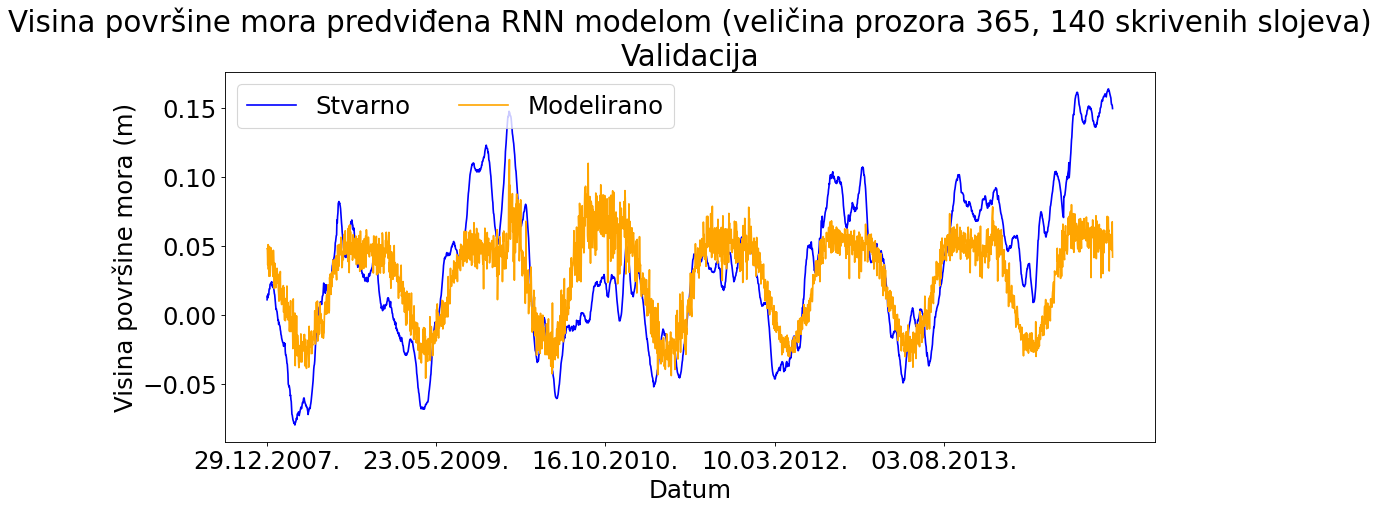 Visina površine mora predviđena RNN modelom (veličina prozora 365, 140 skrivenih slojeva)
Validacija
Stvarno Modelirano
Visina površine mora (m)
0.15
0.10
0.05
0.00
−0.05
29.12.2007. 23.05.2009. 16.10.2010. 10.03.2012. 03.08.2013.
Datum